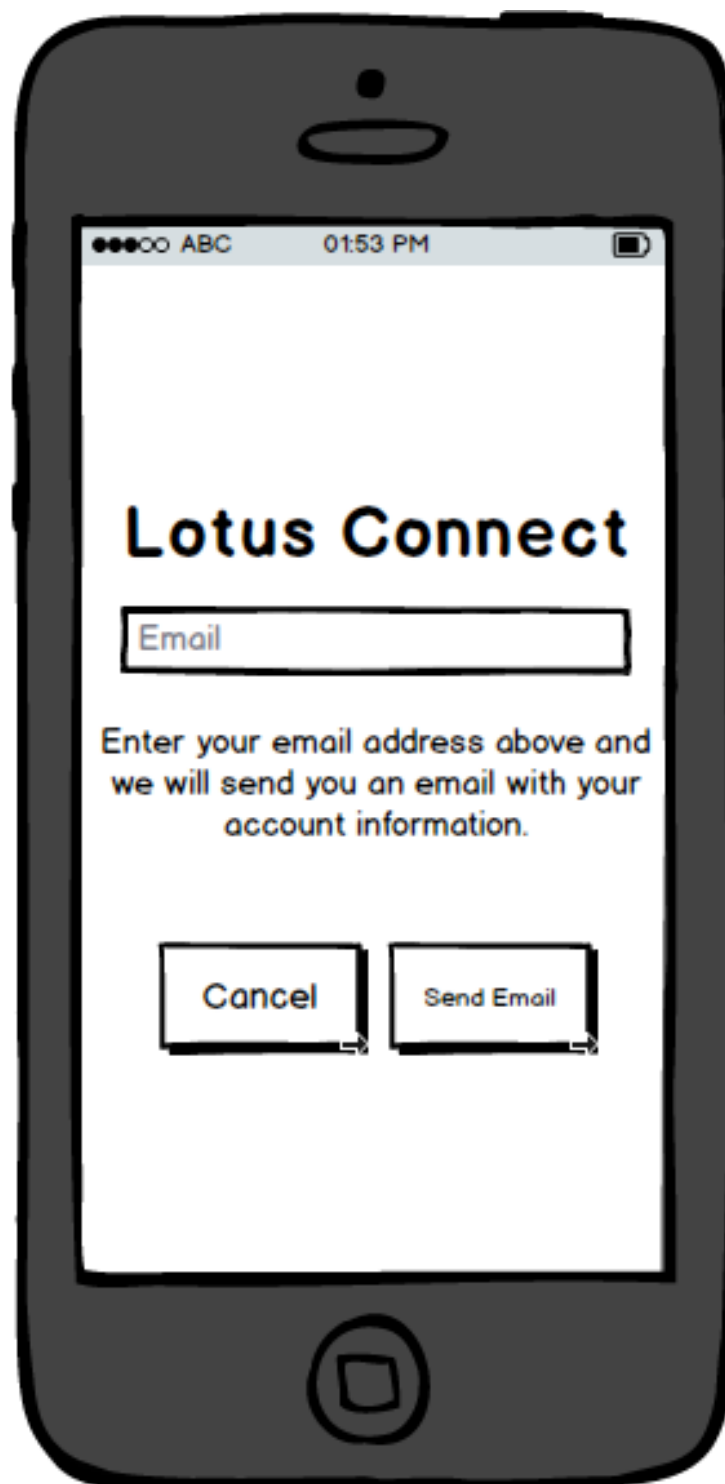 ABC 01:53 PM
Lotus Connect
Email
Enter your email address above and
we will send you an email with your
account information.
Cancel Send Email